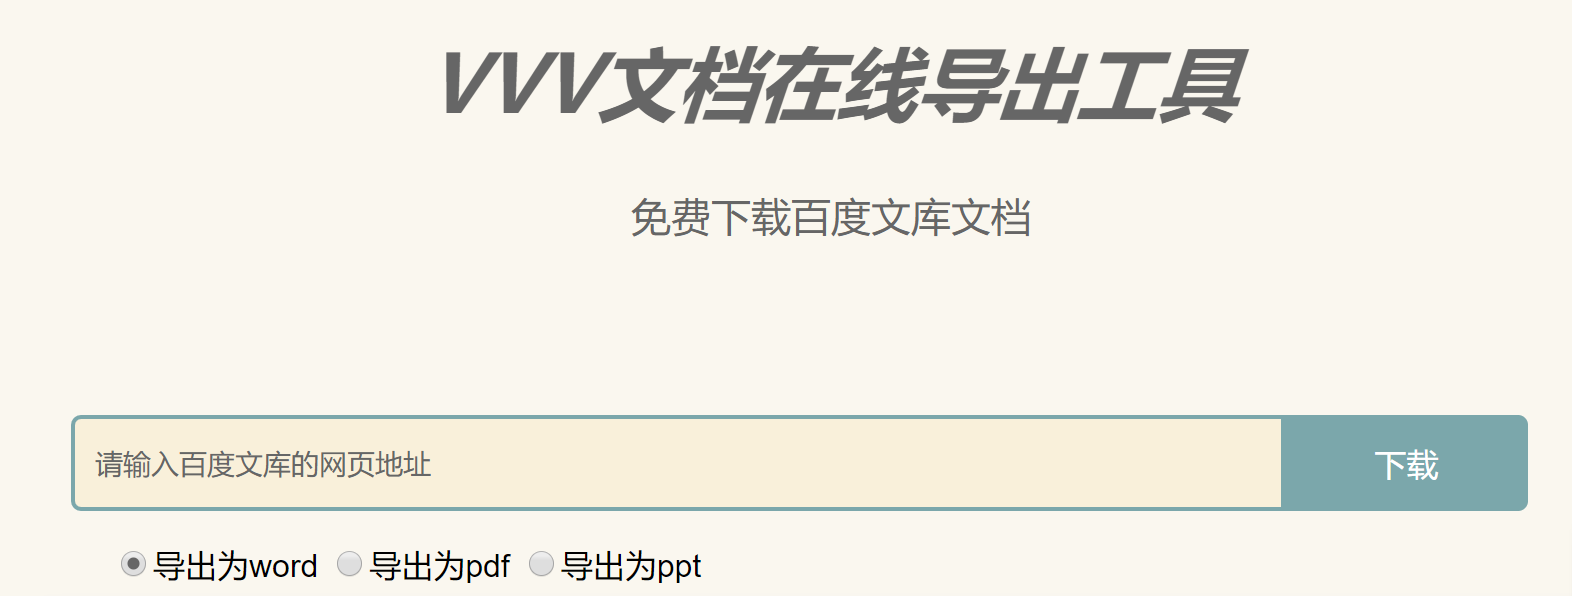 VVV文档在线导出工具
免费下载百度文库文档
请输入百度文库的网页地址 下载
导出为word 导出为pdf 导出为ppt